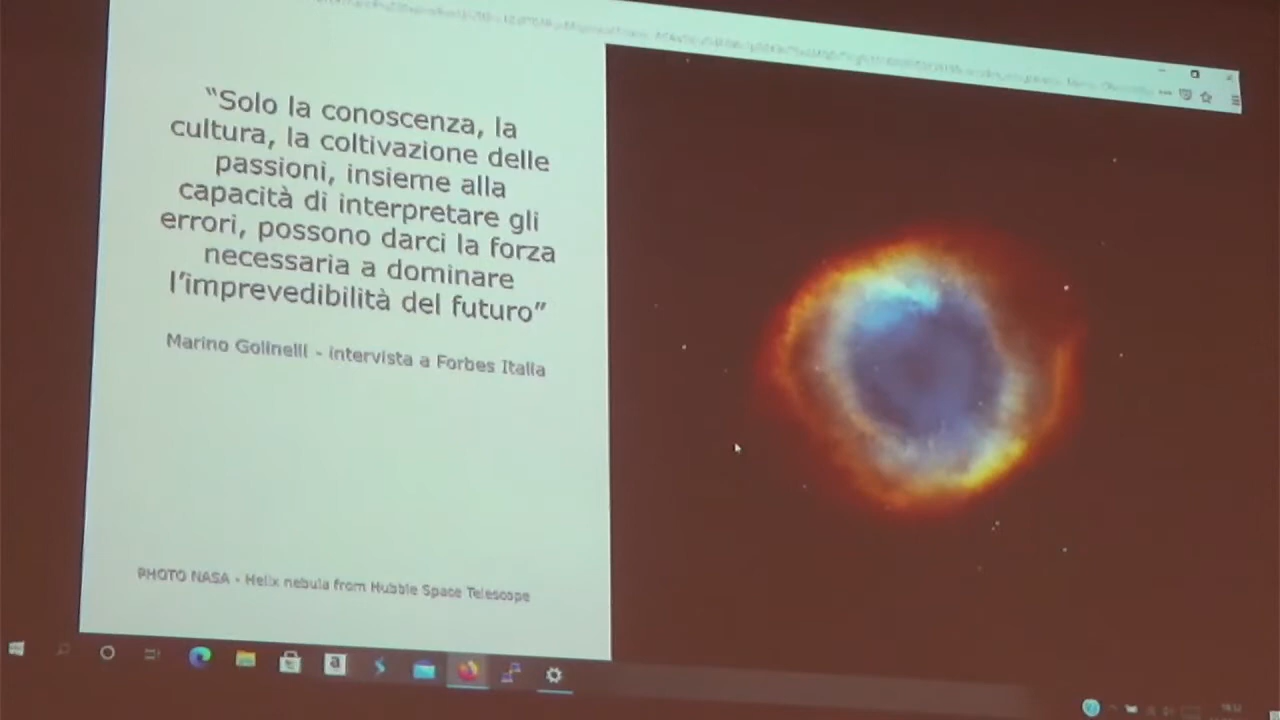 “Solo la conoscenza, la
cultura, la coltivazione delle
passioni, insieme alla
capacità di interpretare gli
errori, possono darci la forza
necessaria a dominare
l’imprevedibilità del futuro”
Marino Golinelli - intervista a Forbes Italia
PHOTO NASA - Helix nebula from Hubble Space Telescope
a